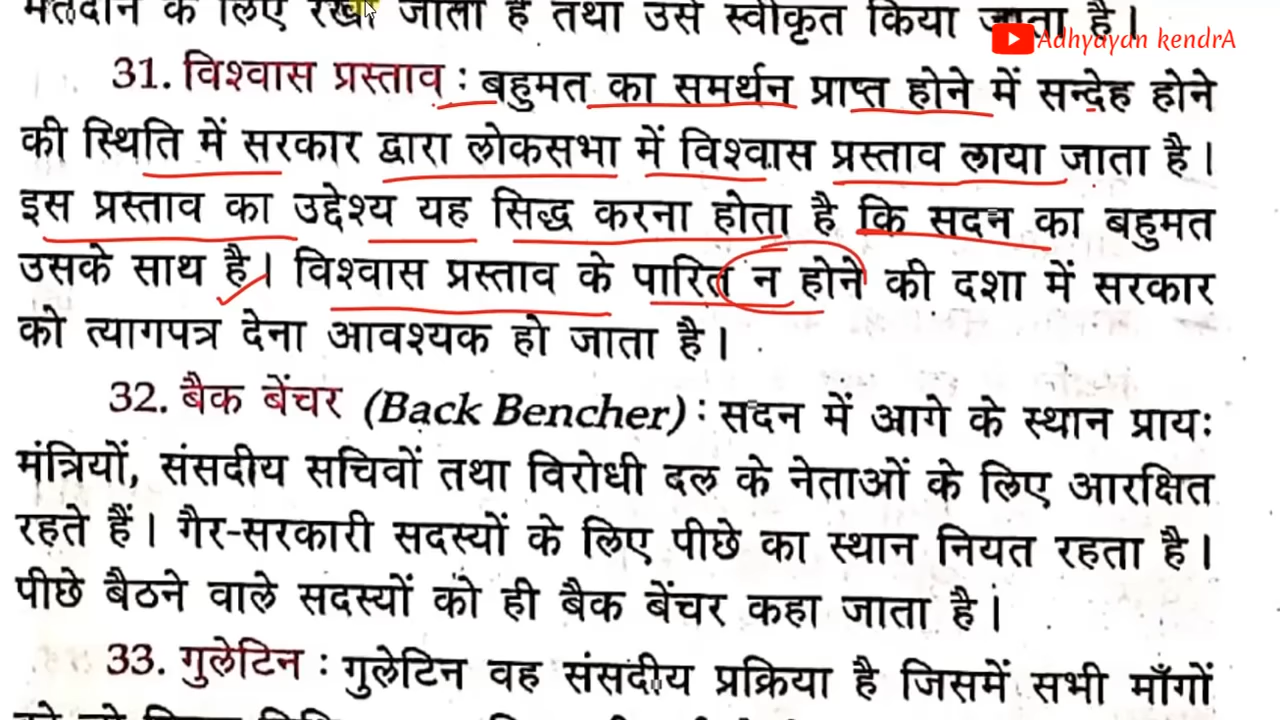 मतदान के लिए रखा जाता है तथा उसे स्वीकृत किया जाता है।
Adhyayan kendrA
31. विश्वास प्रस्ताव : बहुमत का समर्थन प्राप्त होने में सन्देह होने
की स्थिति में सरकार द्वारा लोकसभा में विश्वास प्रस्ताव लाया जाता है।
इस प्रस्ताव का उद्देश्य यह सिद्ध करना होता है कि सदन का बहुमत
उसके साथ है। विश्वास प्रस्ताव के पारित न होने की दशा में सरकार
को त्यागपत्र देना आवश्यक हो जाता है।
32. बैक बेंचर (Back Bencher) : सदन में आगे के स्थान प्रायः
मंत्रियों, संसदीय सचिवों तथा विरोधी दल के नेताओं के लिए आरक्षित
रहते हैं। गैर-सरकारी सदस्यों के लिए पीछे का स्थान नियत रहता है।
पीछे बैठने वाले सदस्यों को ही बैक बेंचर कहा जाता है।
33. गुलेटिन : गुलेटिन वह संसदीय प्रक्रिया है जिसमें सभी माँगों